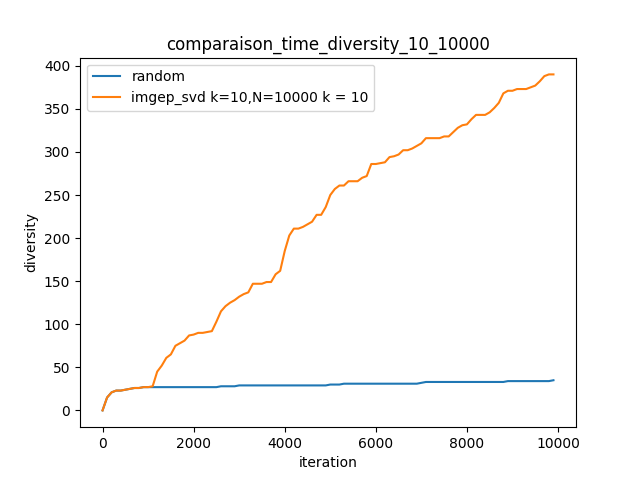 comparaison_time_diversity_10_10000
random
imgep_svd k=10,N=10000 k = 10
diversity
400
350
300
250
200
150
100
50
0
0 2000 4000 6000 8000 10000
iteration